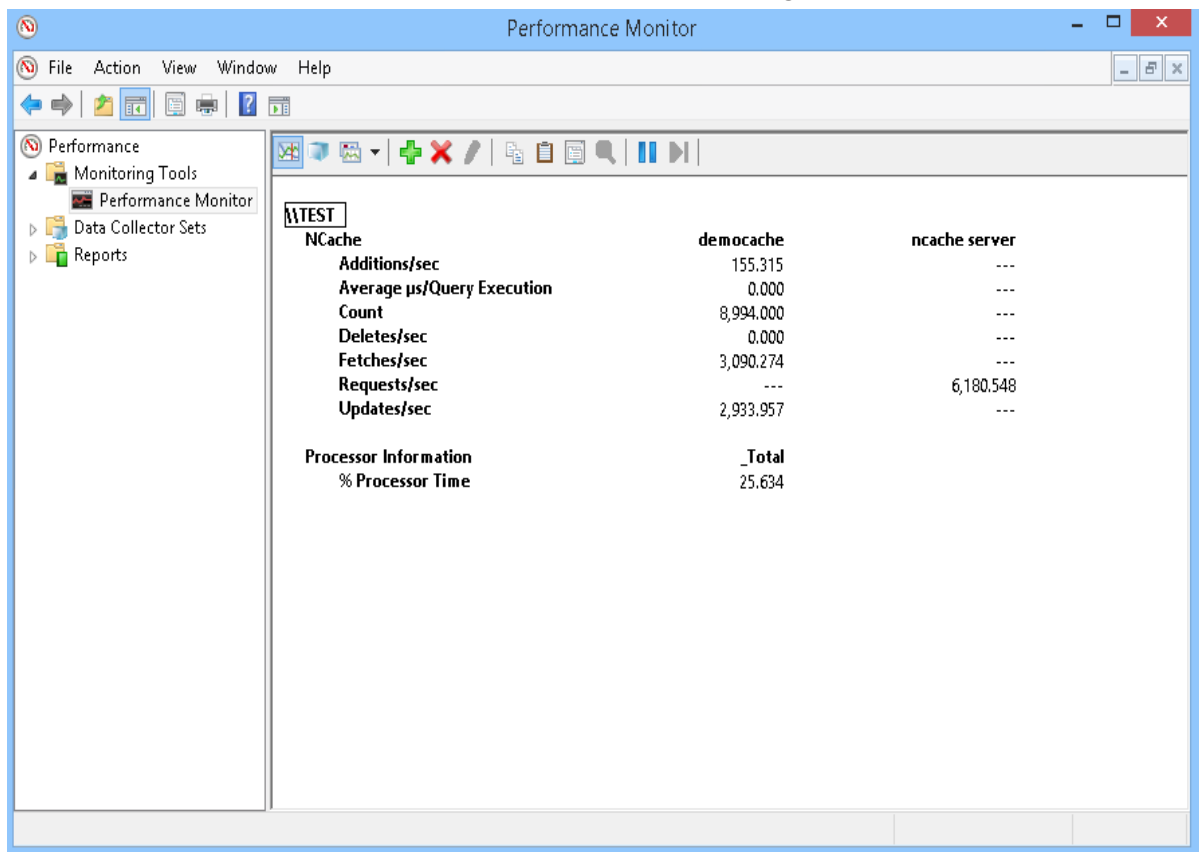 Performance Monitor
File Action View Window Help
Performance
Monitoring Tools
Performance Monitor
Data Collector Sets
Reports
\\TEST
NCache democache ncache server
Additions/sec 155.315 ---
Average µs/Query Execution 0.000 ---
Count 8,994.000 ---
Deletes/sec 0.000 ---
Fetches/sec 3,090.274 ---
Requests/sec --- 6,180.548
Updates/sec 2,933.957 ---
Processor Information _Total
% Processor Time 25.634